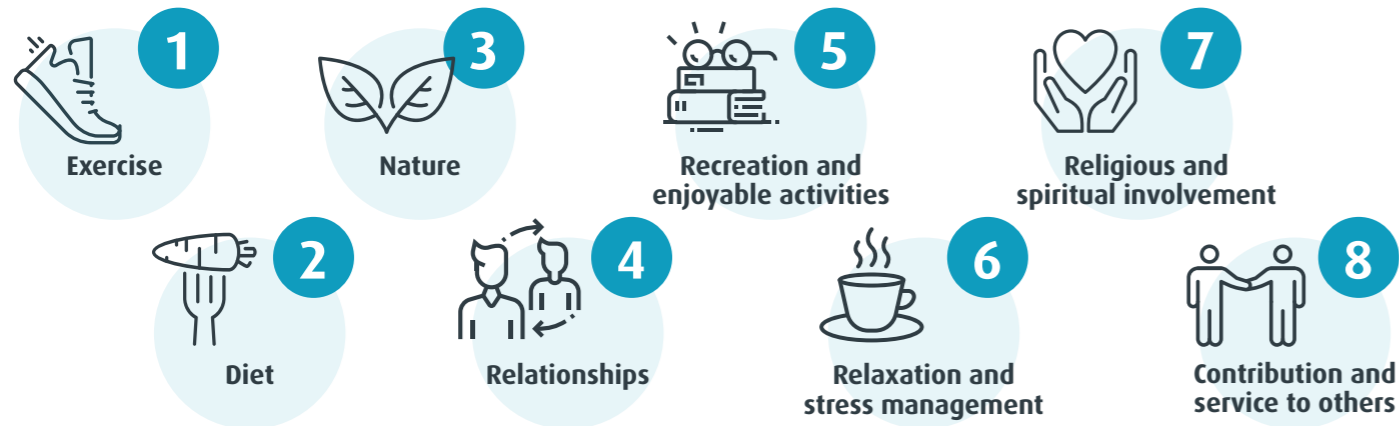 1
Exercise
2
Diet
3
Nature
4
Relationships
5
Recreation and
enjoyable activities
6
Relaxation and
stress management
7
Religious and
spiritual involvement
8
Contribution and
service to others